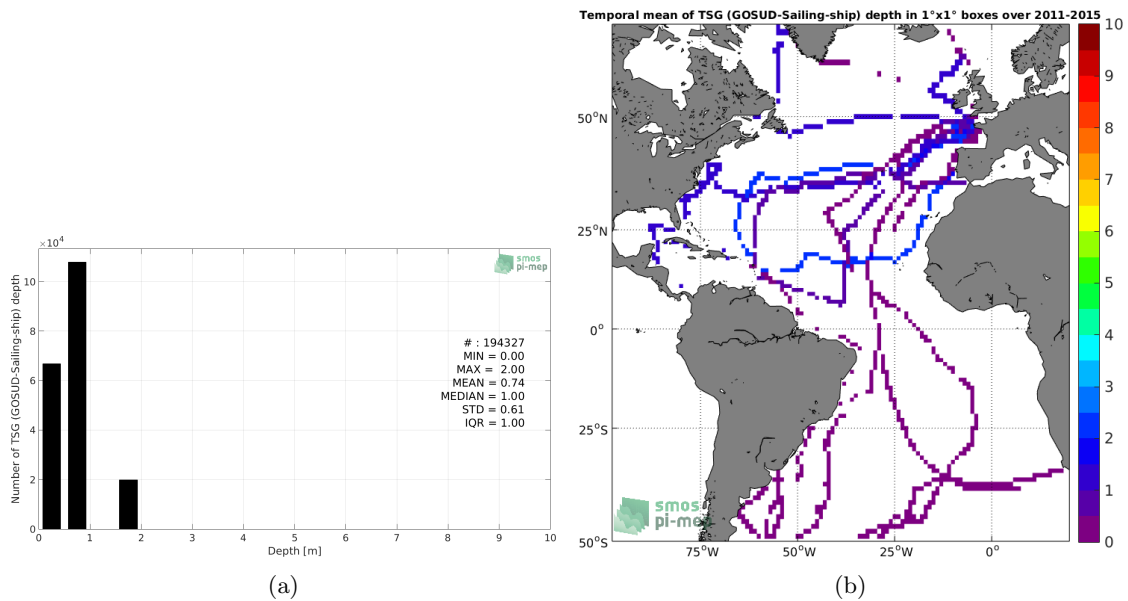 Temporal mean of TSG (GOSUD-Sailing-ship) depth in 1°x1° boxes over 2011-2015
×10⁴
Number of TSG (GOSUD-Sailing-ship) depth
10
8
6
4
2
0
smos
pi-mep
# : 194327
MIN = 0.00
MAX = 2.00
MEAN = 0.74
MEDIAN = 1.00
STD = 0.61
IQR = 1.00
0 1 2 3 4 5 6 7 8 9 10
Depth [m]
(a)
50°N
25°N
0°
25°S
50°S
smos
pi-mep
75°W 50°W 25°W 0°
10
9
8
7
6
5
4
3
2
1
0
(b)